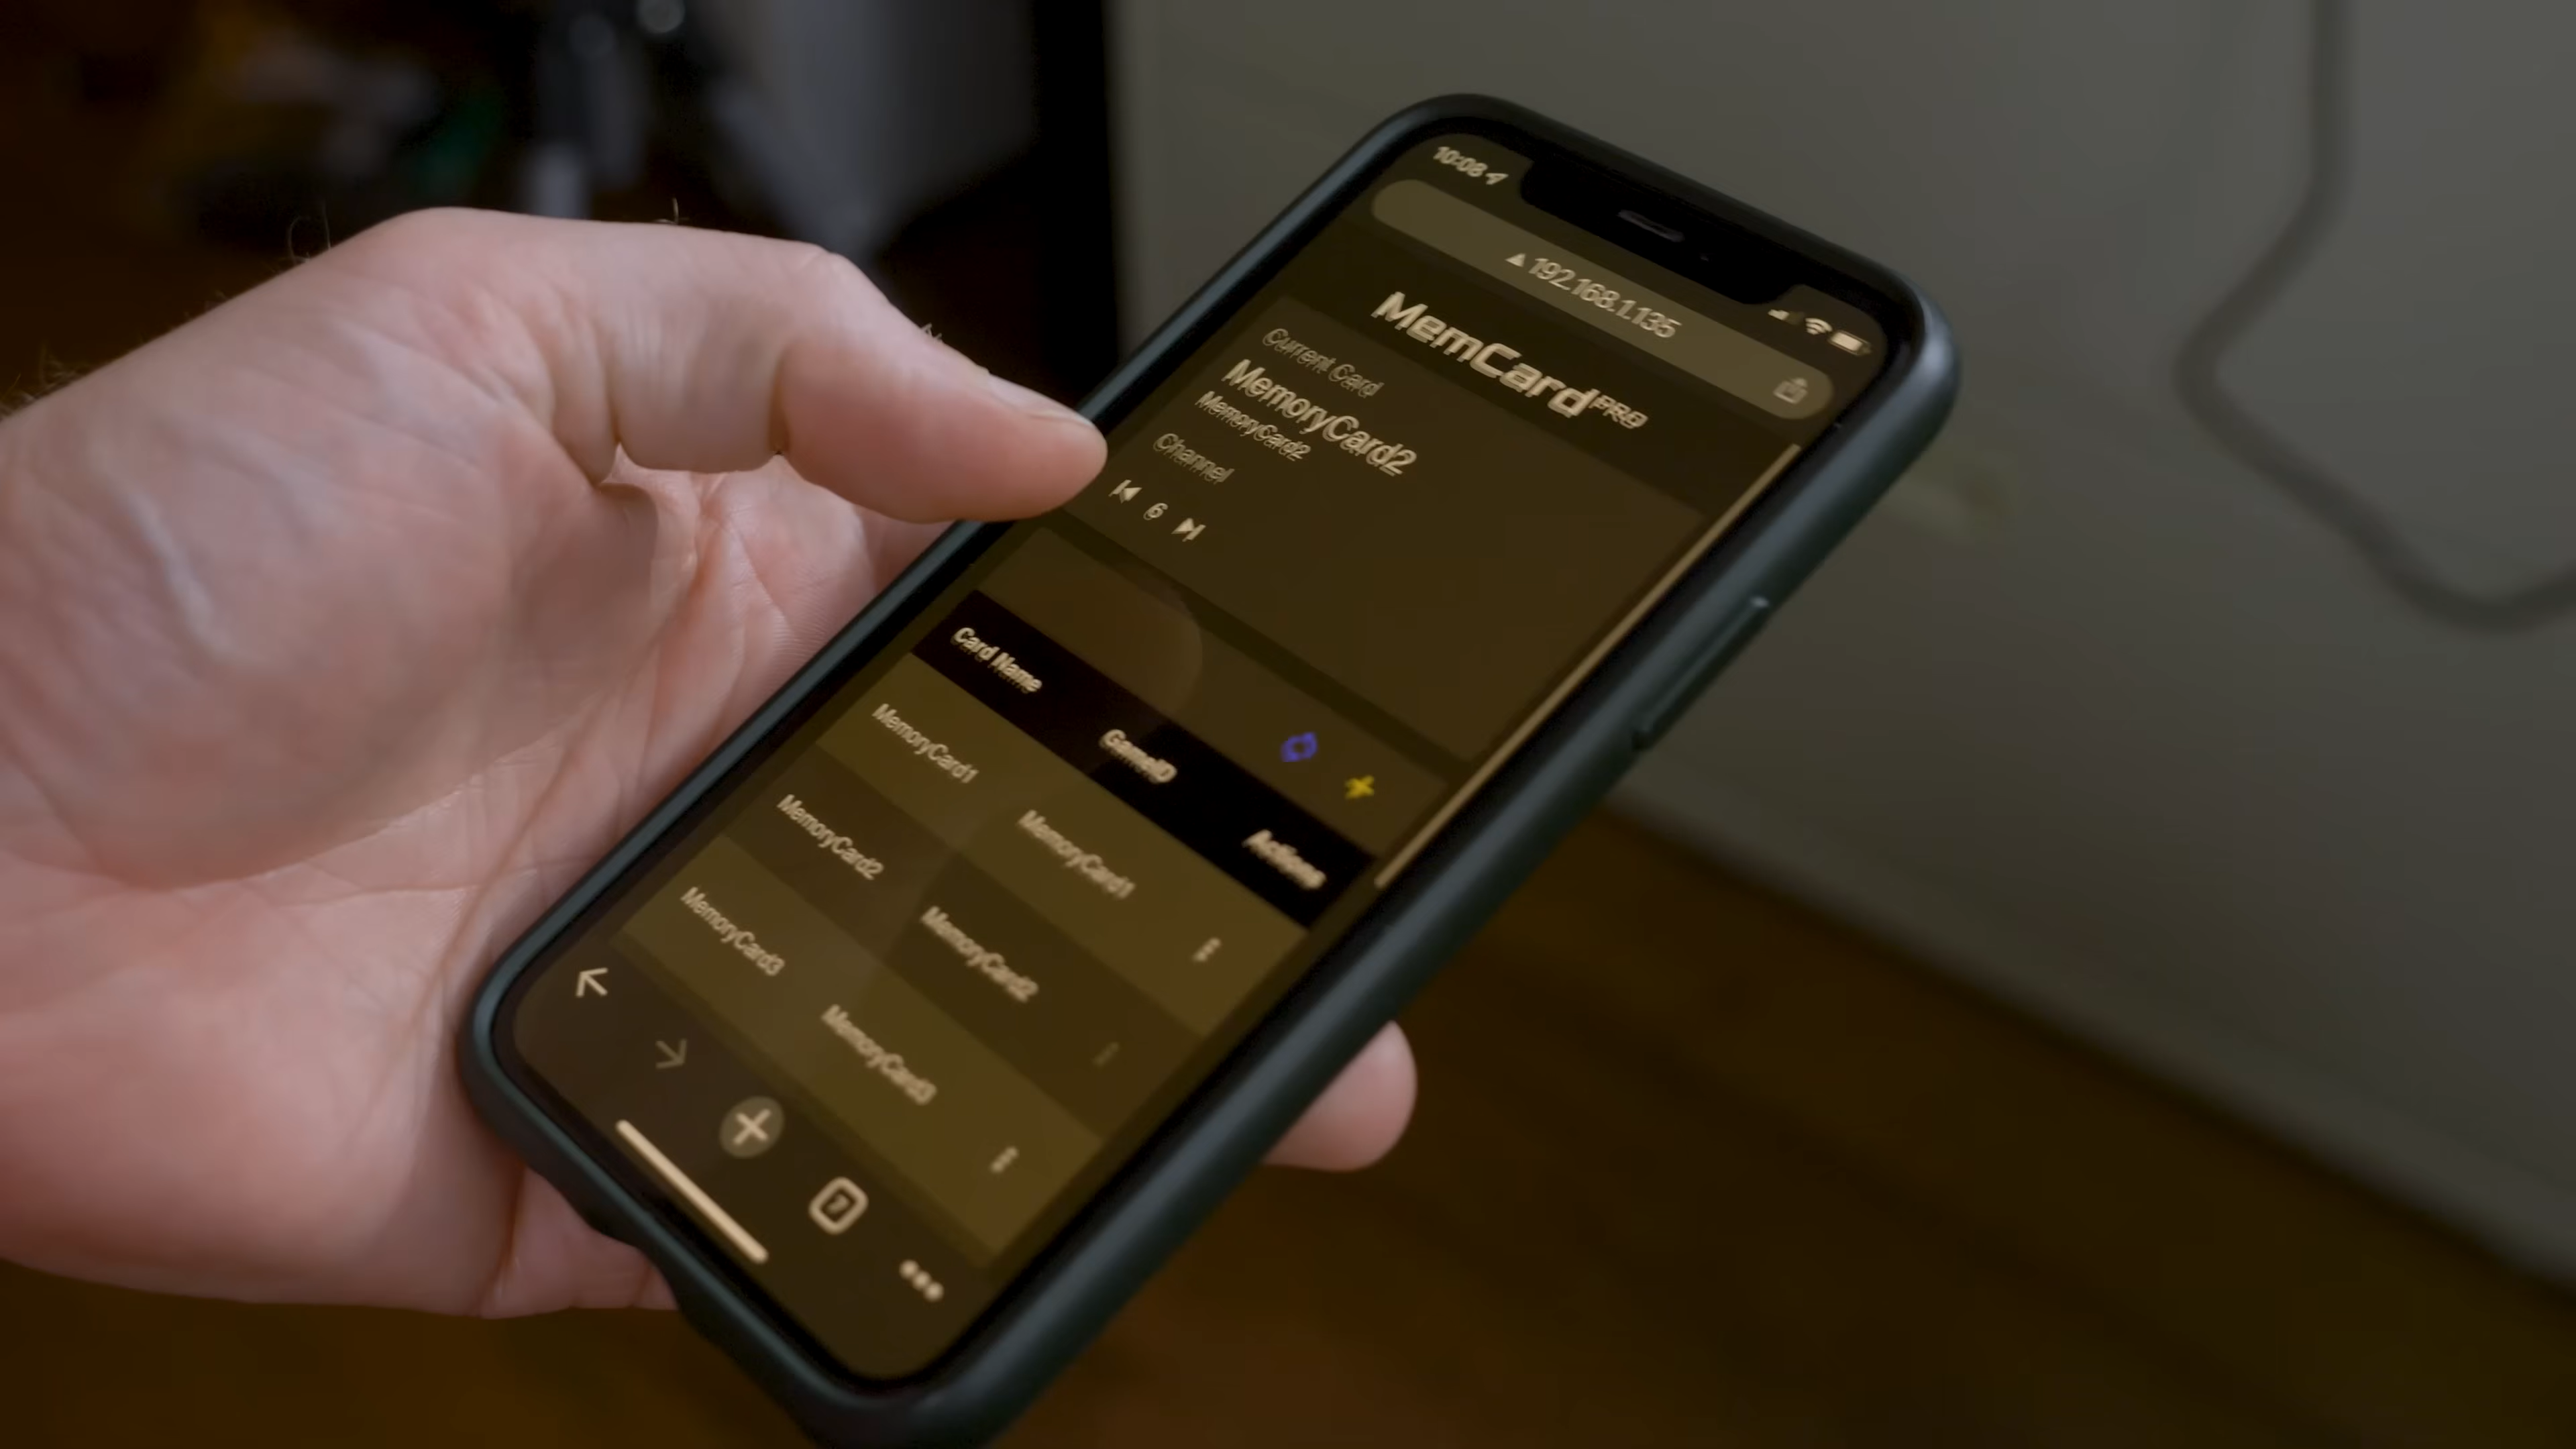 10:08
192.168.1.135
MemCard PRO
Current Card
MemoryCard2
MemoryCard2
Channel
6
Card Name GameID Actions
MemoryCard1 MemoryCard1
MemoryCard2 MemoryCard2
MemoryCard3 MemoryCard3
7